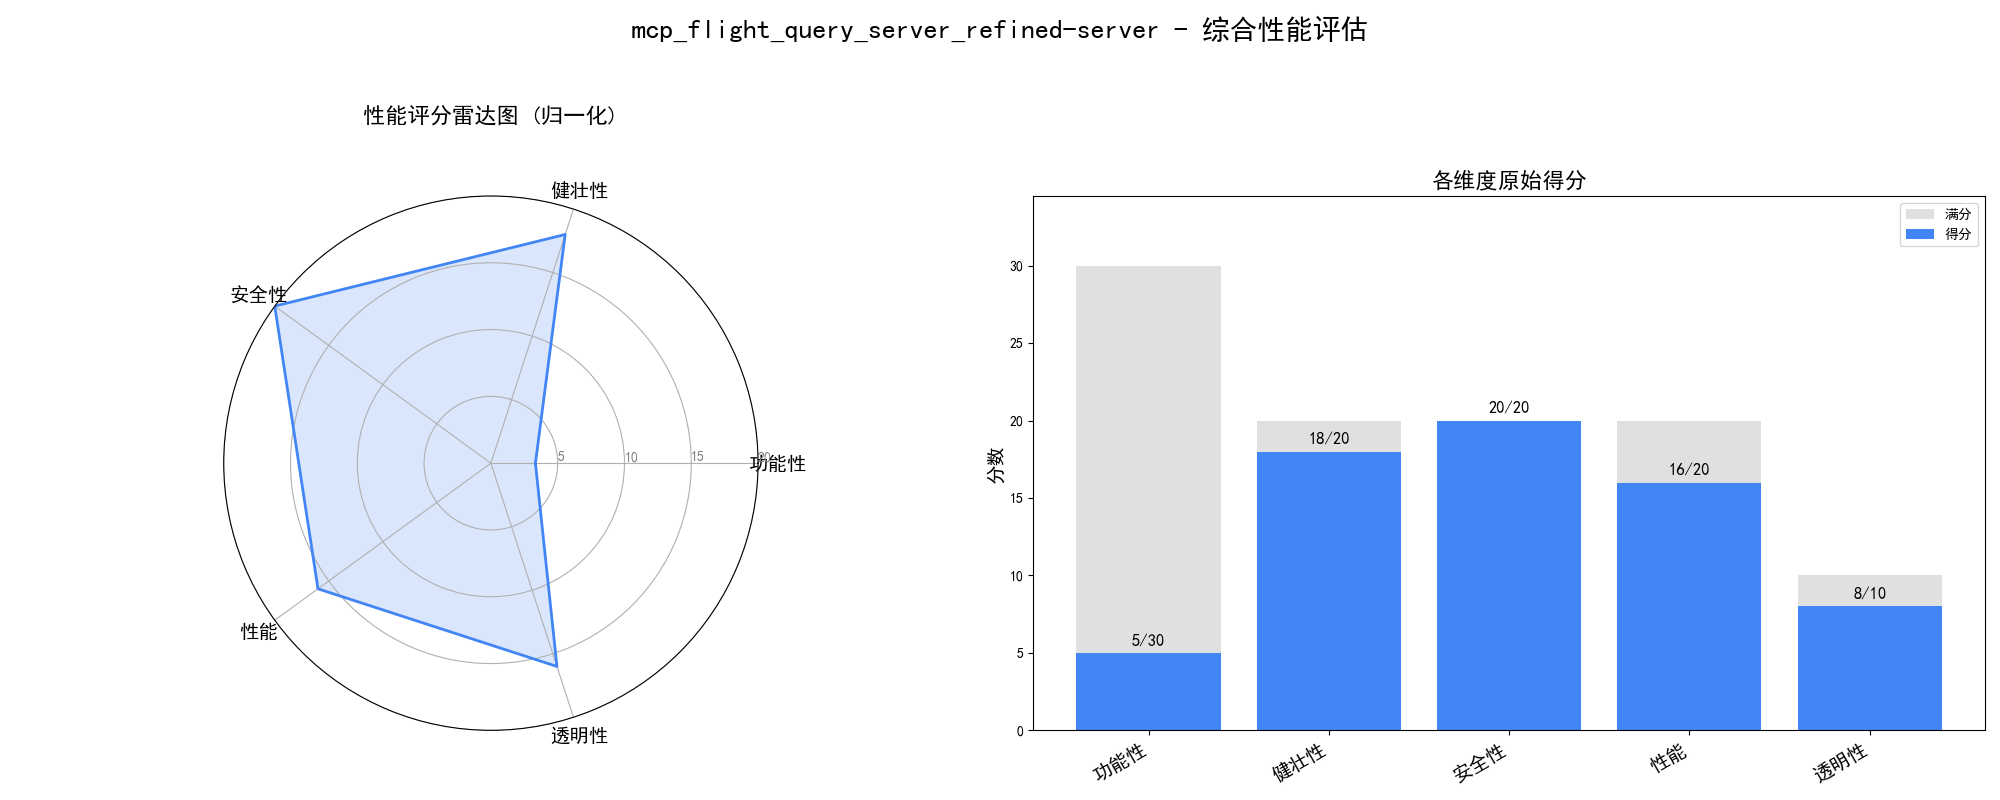 mcp_flight_query_server_refined-server - 综合性能评估
性能评分雷达图 (归一化)
健壮性
安全性
功能性
性能
透明性
5
10
15
20
各维度原始得分
满分
得分
分数
30
25
20
15
10
5
0
5/30
18/20
20/20
16/20
8/10
功能性
健壮性
安全性
性能
透明性